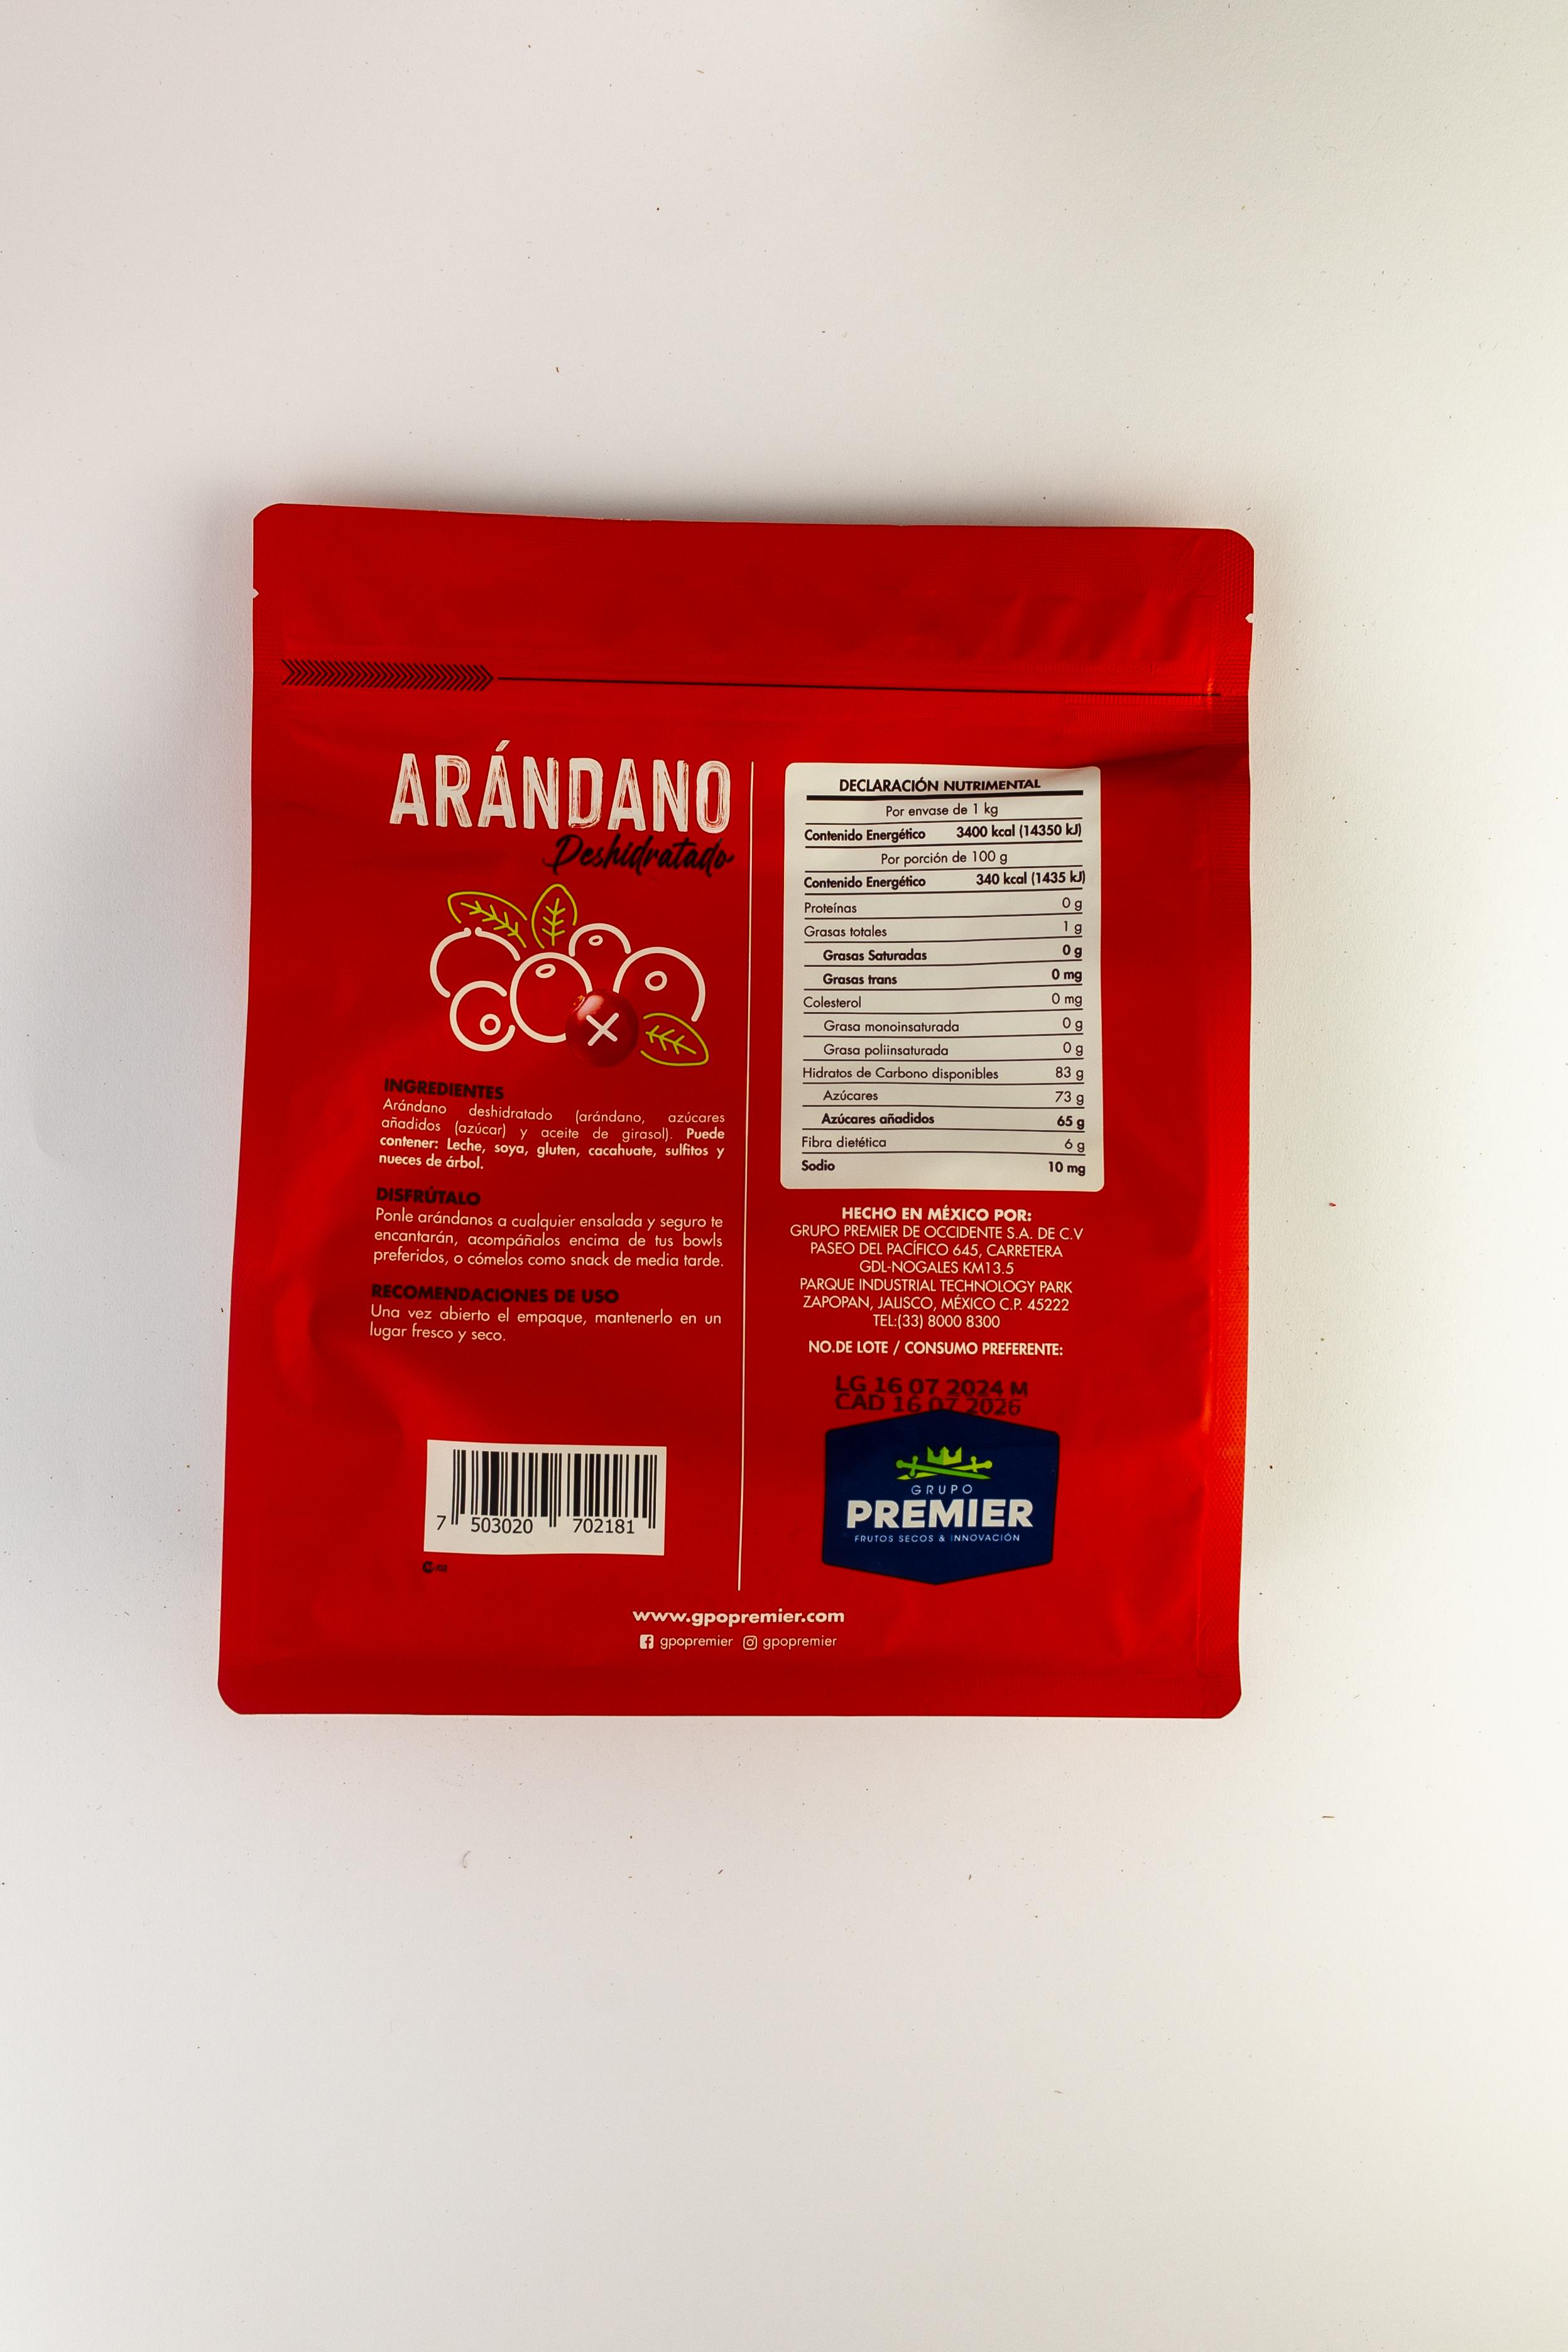 ARÁNDANO
Deshidratado
INGREDIENTES
Arándano deshidratado (arándano, azúcares
añadidos (azúcar) y aceite de girasol). Puede
contener: Leche, soya, gluten, cacahuate, sulfitos y
nueces de árbol.
DISFRÚTALO
Ponle arándanos a cualquier ensalada y seguro te
encantarán, acompáñalos encima de tus bowls
preferidos, o cómelos como snack de media tarde.
RECOMENDACIONES DE USO
Una vez abierto el empaque, mantenerlo en un
lugar fresco y seco.
7 503020 702181
DECLARACIÓN NUTRIMENTAL
Por envase de 1 kg
Contenido Energético 3400 kcal (14350 kJ)
Por porción de 100 g
Contenido Energético 340 kcal (1435 kJ)
Proteínas 0 g
Grasas totales 1 g
Grasas Saturadas 0 g
Grasas trans 0 mg
Colesterol 0 mg
Grasa monoinsaturada 0 g
Grasa poliinsaturada 0 g
Hidratos de Carbono disponibles 83 g
Azúcares 73 g
Azúcares añadidos 65 g
Fibra dietética 6 g
Sodio 10 mg
HECHO EN MÉXICO POR:
GRUPO PREMIER DE OCCIDENTE S.A. DE C.V
PASEO DEL PACÍFICO 645, CARRETERA
GDL-NOGALES KM13.5
PARQUE INDUSTRIAL TECHNOLOGY PARK
ZAPOPAN, JALISCO, MÉXICO C.P. 45222
TEL:(33) 8000 8300
NO.DE LOTE / CONSUMO PREFERENTE:
LG 16 07 2024 M
CAD 16 07 2026
GRUPO
PREMIER
FRUTOS SECOS & INNOVACIÓN
www.gpopremier.com
gpopremier gpopremier